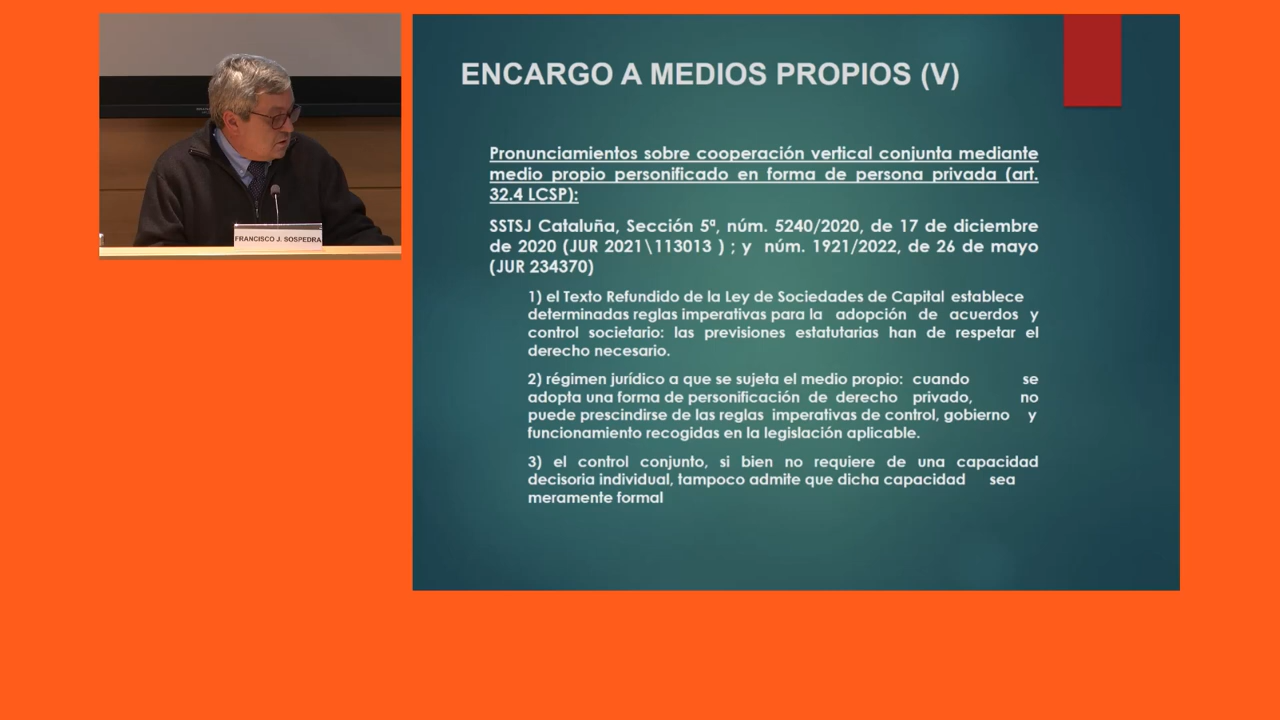 FRANCISCO J. SOSPEDRA
ENCARGO A MEDIOS PROPIOS (V)
Pronunciamientos sobre cooperación vertical conjunta mediante
medio propio personificado en forma de persona privada (art.
32.4 LCSP):
SSTSJ Cataluña, Sección 5ª, núm. 5240/2020, de 17 de diciembre
de 2020 (JUR 2021\113013 ) ; y núm. 1921/2022, de 26 de mayo
(JUR 234370)
1) el Texto Refundido de la Ley de Sociedades de Capital establece
determinadas reglas imperativas para la adopción de acuerdos y
control societario: las previsiones estatutarias han de respetar el
derecho necesario.
2) régimen jurídico a que se sujeta el medio propio: cuando se
adopta una forma de personificación de derecho privado, no
puede prescindirse de las reglas imperativas de control, gobierno y
funcionamiento recogidas en la legislación aplicable.
3) el control conjunto, si bien no requiere de una capacidad
decisoria individual, tampoco admite que dicha capacidad sea
meramente formal